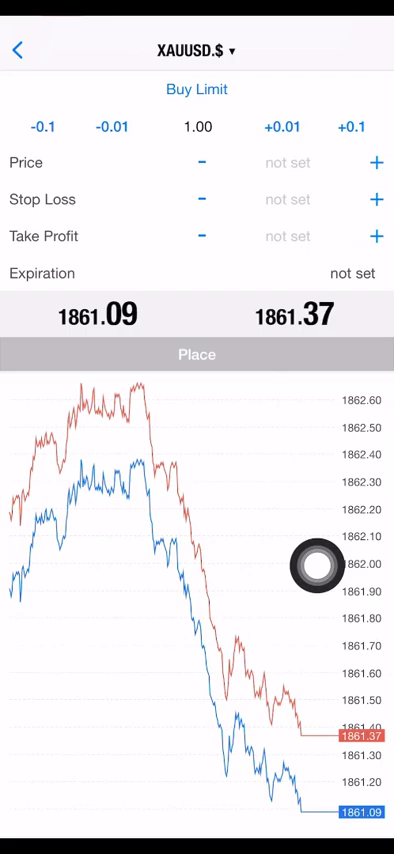 XAUUSD.$ ▾
Buy Limit
-0.1 -0.01 1.00 +0.01 +0.1
Price - not set +
Stop Loss - not set +
Take Profit - not set +
Expiration not set
1861.09 1861.37
Place
1862.60
1862.50
1862.40
1862.30
1862.20
1862.10
1862.00
1861.90
1861.80
1861.70
1861.60
1861.50
1861.40
1861.37
1861.30
1861.20
1861.09